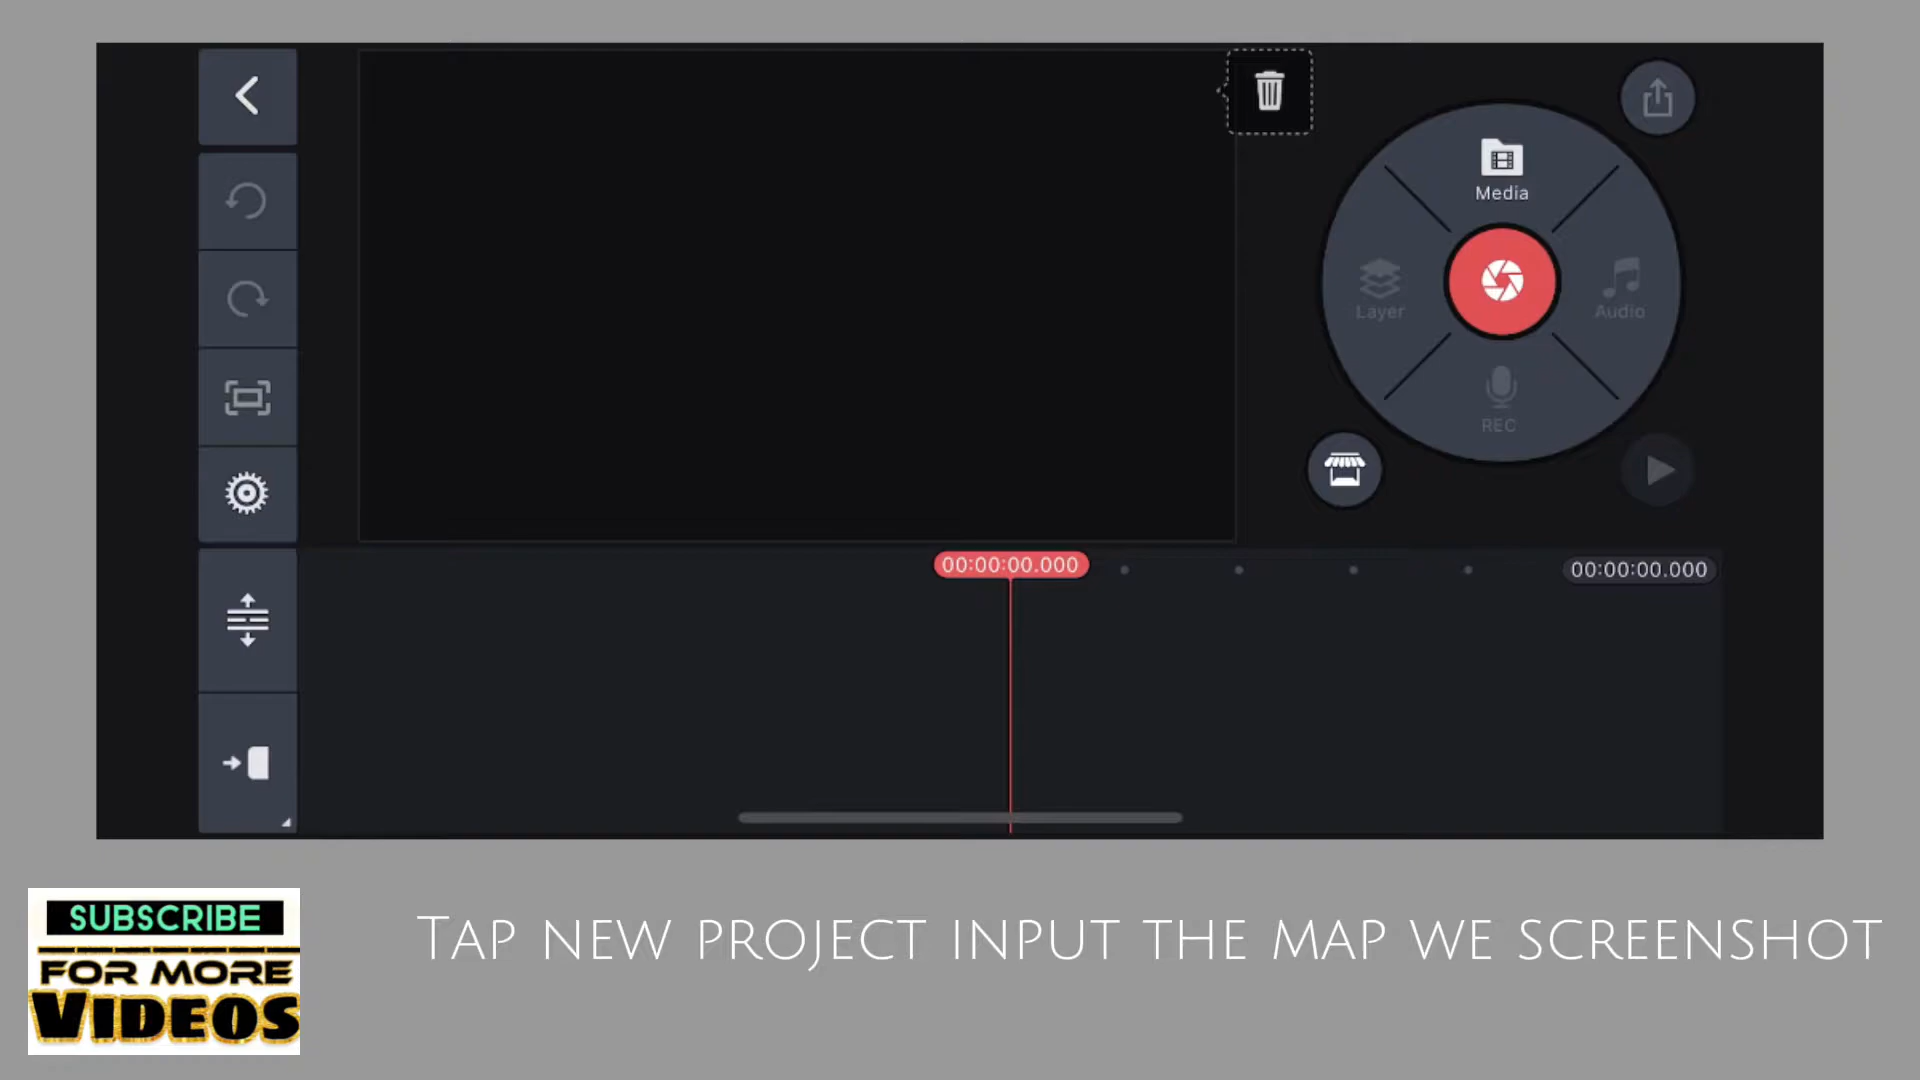 Media
Layer
Audio
REC
00:00:00.000
00:00:00.000
SUBSCRIBE
FOR MORE
VIDEOS
TAP NEW PROJECT INPUT THE MAP WE SCREENSHOT